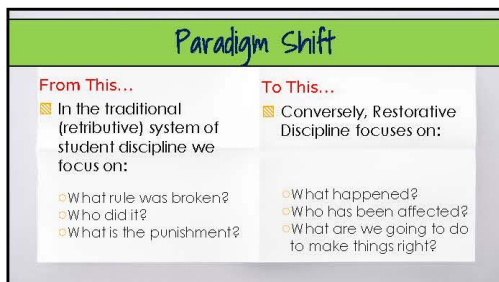 Paradigm Shift
From This...
In the traditional
(retributive) system of
student discipline we
focus on:
What rule was broken?
Who did it?
What is the punishment?
To This...
Conversely, Restorative
Discipline focuses on:
What happened?
Who has been affected?
What are we going to do
to make things right?